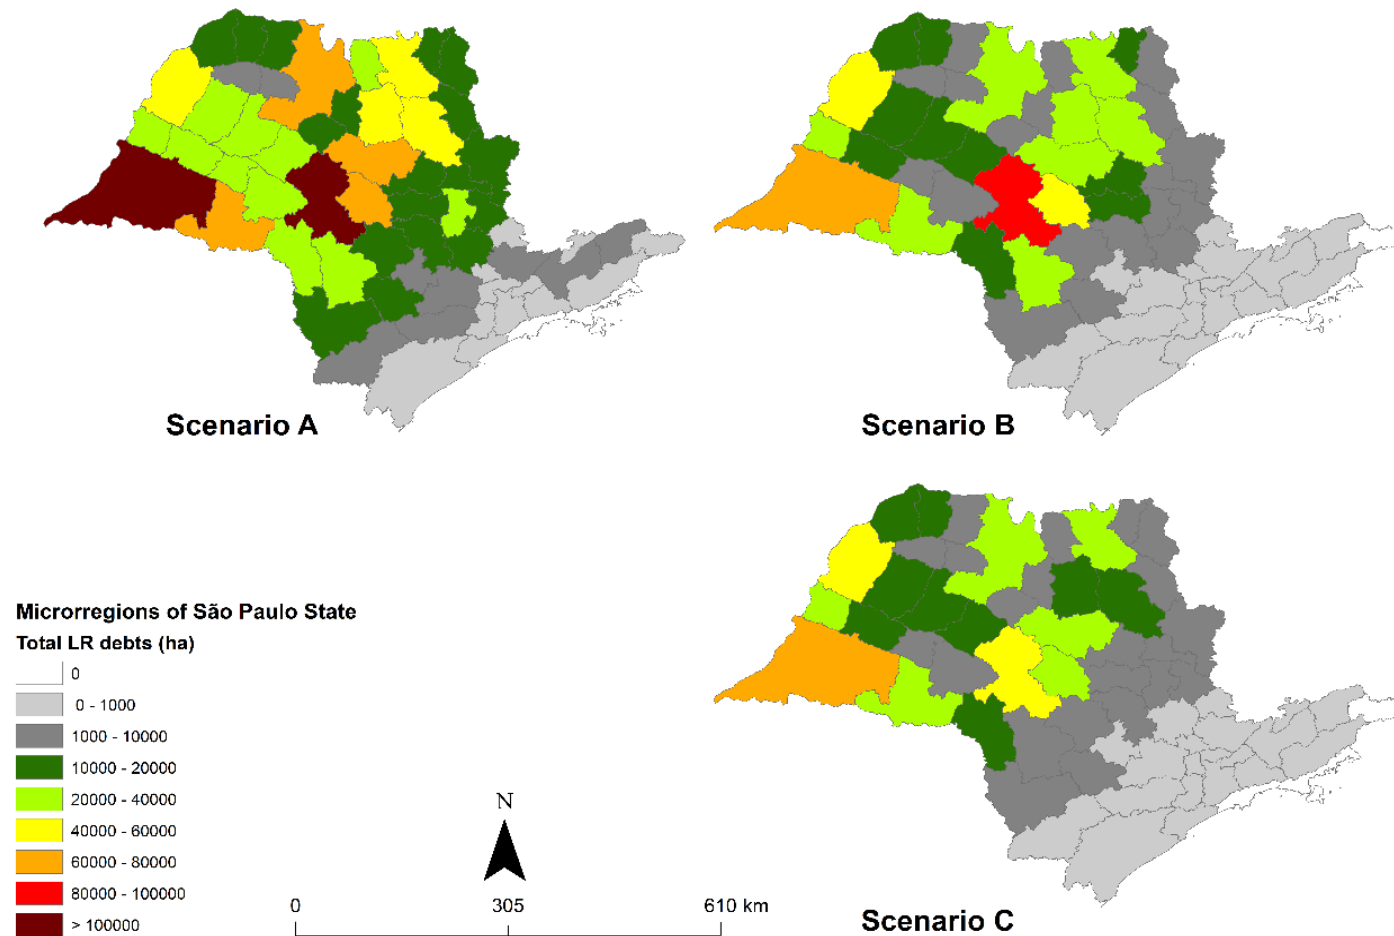 Scenario A
Scenario B
Microrregions of São Paulo State
Total LR debts (ha)
0
0 - 1000
1000 - 10000
10000 - 20000
20000 - 40000
40000 - 60000
60000 - 80000
80000 - 100000
> 100000
N
0 305 610 km
Scenario C